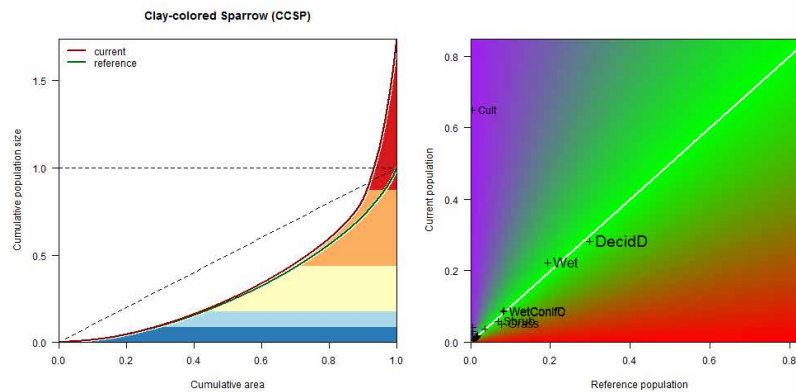 Clay-colored Sparrow (CCSP)
current
reference
Cumulative population size
0.0
0.5
1.0
1.5
0.0 0.2 0.4 0.6 0.8 1.0
Cumulative area
Current population
0.0
0.2
0.4
0.6
0.8
Cult
DecidD
Wet
Shrub
Grass
0.0 0.2 0.4 0.6 0.8
Reference population